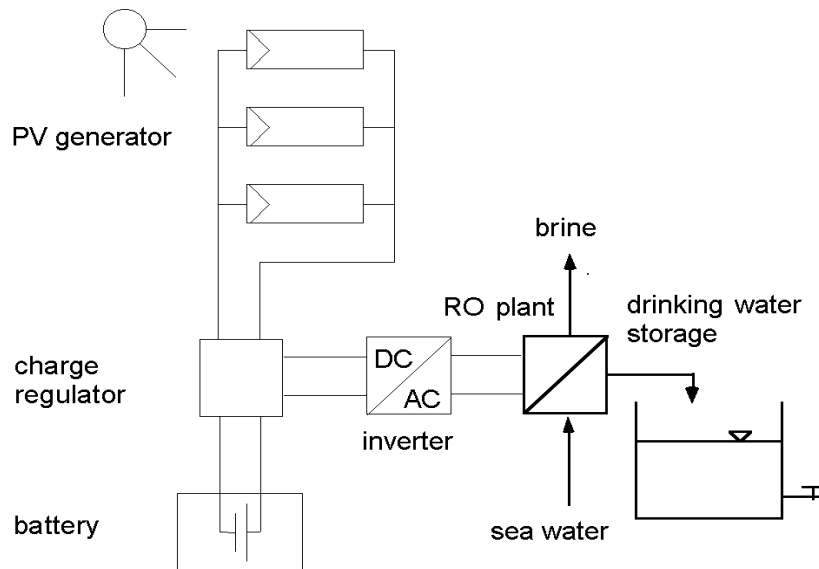 PV generator
brine
RO plant
drinking water
storage
charge
regulator
DC
AC
inverter
battery
sea water